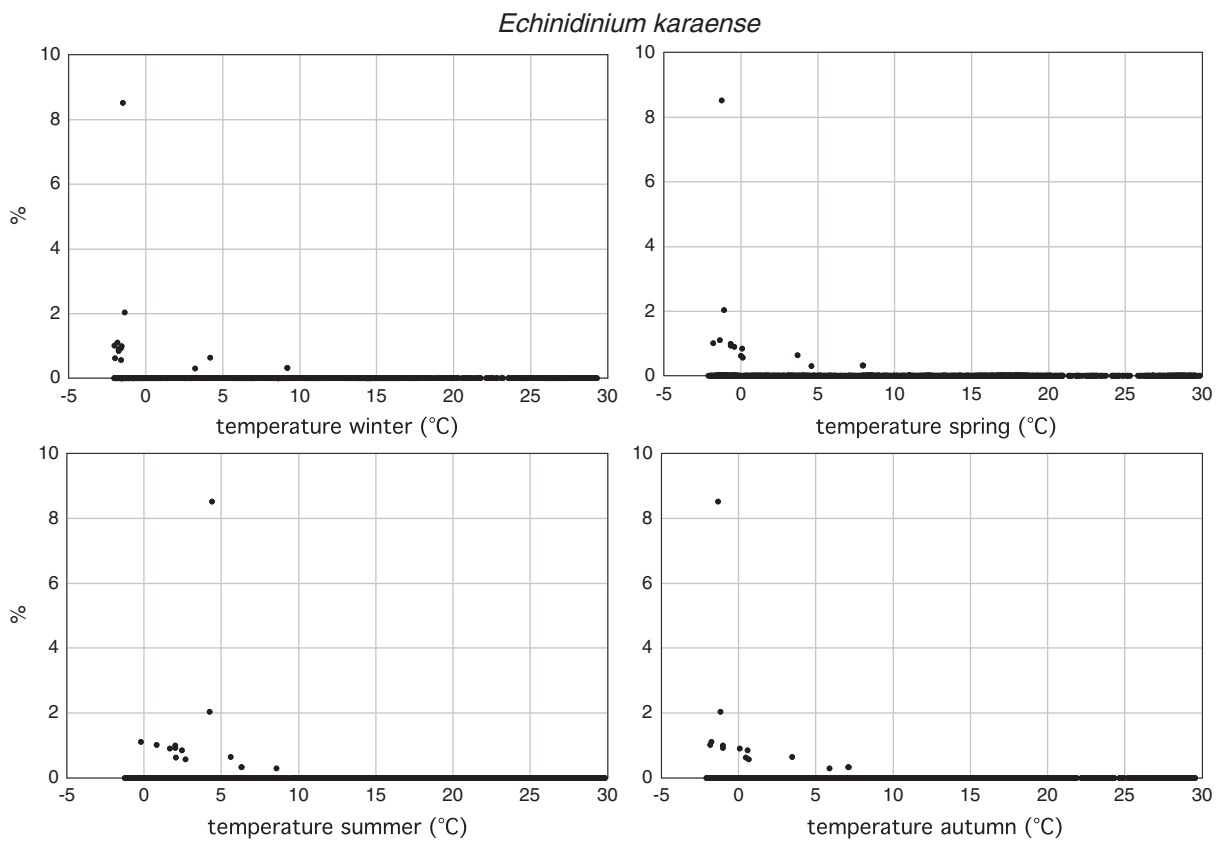 Echinidinium karaense
10
8
6
4
2
0
%
-5 0 5 10 15 20 25 30
temperature winter (°C)
10
8
6
4
2
0
-5 0 5 10 15 20 25 30
temperature spring (°C)
10
8
6
4
2
0
%
-5 0 5 10 15 20 25 30
temperature summer (°C)
10
8
6
4
2
0
-5 0 5 10 15 20 25 30
temperature autumn (°C)